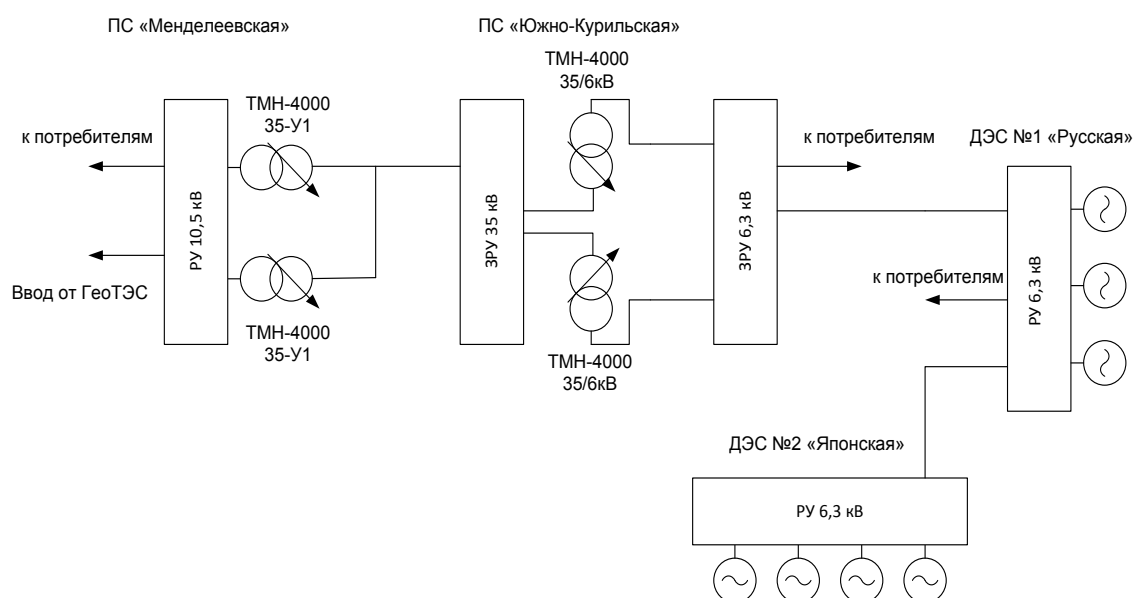 ПС «Менделеевская»
ПС «Южно-Курильская»
ТМН-4000
35/6кВ
ТМН-4000
35-У1
к потребителям
РУ 10,5 кВ
Ввод от ГеоТЭС
ТМН-4000
35-У1
ЗРУ 35 кВ
ТМН-4000
35/6кВ
ЗРУ 6,3 кВ
к потребителям
ДЭС №1 «Русская»
к потребителям
РУ 6,3 кВ
ДЭС №2 «Японская»
РУ 6,3 кВ